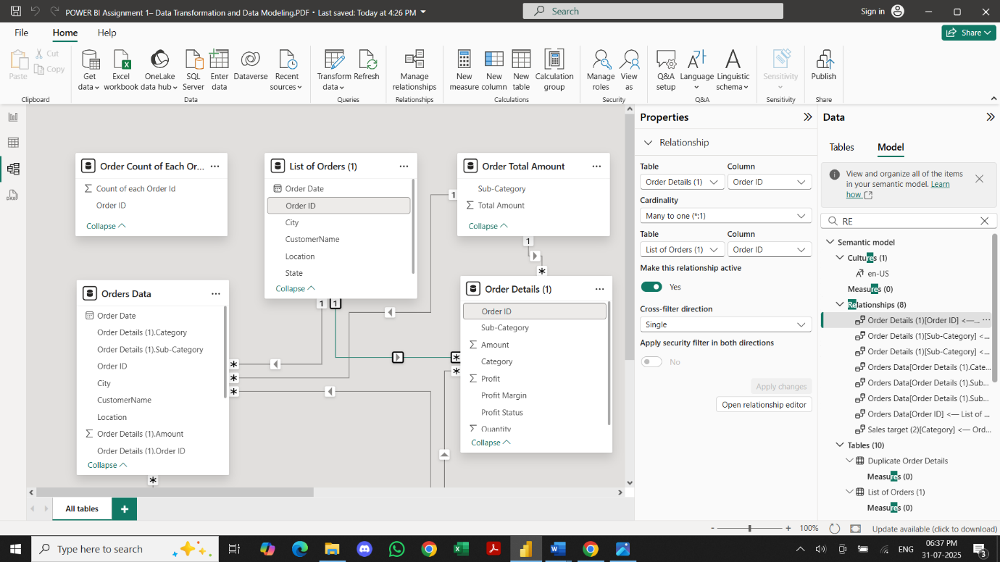 POWER BI Assignment 1– Data Transformation and Data Modeling.PDF • Last saved: Today at 4:26 PM
Search
Sign in
File
Home
Help
Share
Paste
Cut
Copy
Get data
Excel workbook
OneLake data hub
SQL Server
Enter data
Dataverse
Recent sources
Transform data
Refresh
Manage relationships
New measure
New column
New table
Calculation group
Manage roles
View as
Q&A setup
Language
Linguistic schema
Sensitivity
Publish
Clipboard
Data
Queries
Relationships
Calculations
Security
Q&A
Sensitivity
Share
Order Count of Each Or...
Count of each Order Id
Order ID
Collapse
List of Orders (1)
Order Date
Order ID
City
CustomerName
Location
State
Collapse
Order Total Amount
Sub-Category
Total Amount
Collapse
1
1
*
Orders Data
Order Date
Order Details (1).Category
Order Details (1).Sub-Category
Order ID
City
CustomerName
Location
Order Details (1).Amount
Order Details (1).Order ID
Collapse
1
1
*
*
*
*
*
*
Order Details (1)
Order ID
Sub-Category
Amount
Category
Profit
Profit Margin
Profit Status
Quantity
Collapse
All tables
+
Properties
Relationship
Table
Column
Order Details (1)
Order ID
Cardinality
Many to one (*:1)
Table
Column
List of Orders (1)
Order ID
Make this relationship active
Yes
Cross-filter direction
Single
Apply security filter in both directions
No
Apply changes
Open relationship editor
Data
Tables
Model
View and organize all of the items
in your semantic model. Learn
how
RE
Semantic model
Cultures (1)
en-US
Measures (0)
Relationships (8)
Order Details (1)[Order ID] <—... ...
Order Details (1)[Sub-Category] <...
Order Details (1)[Sub-Category] <...
Orders Data[Order Details (1).Cate...
Orders Data[Order Details (1).Sub...
Orders Data[Order Details (1).Sub...
Orders Data[Order ID] <— List of ...
Sales target (2)[Category] <— Ord...
Tables (10)
Duplicate Order Details
Measures (0)
List of Orders (1)
Measures (0)
- + 100%
Update available (click to download)
Type here to search
ENG
06:37 PM
31-07-2025
3